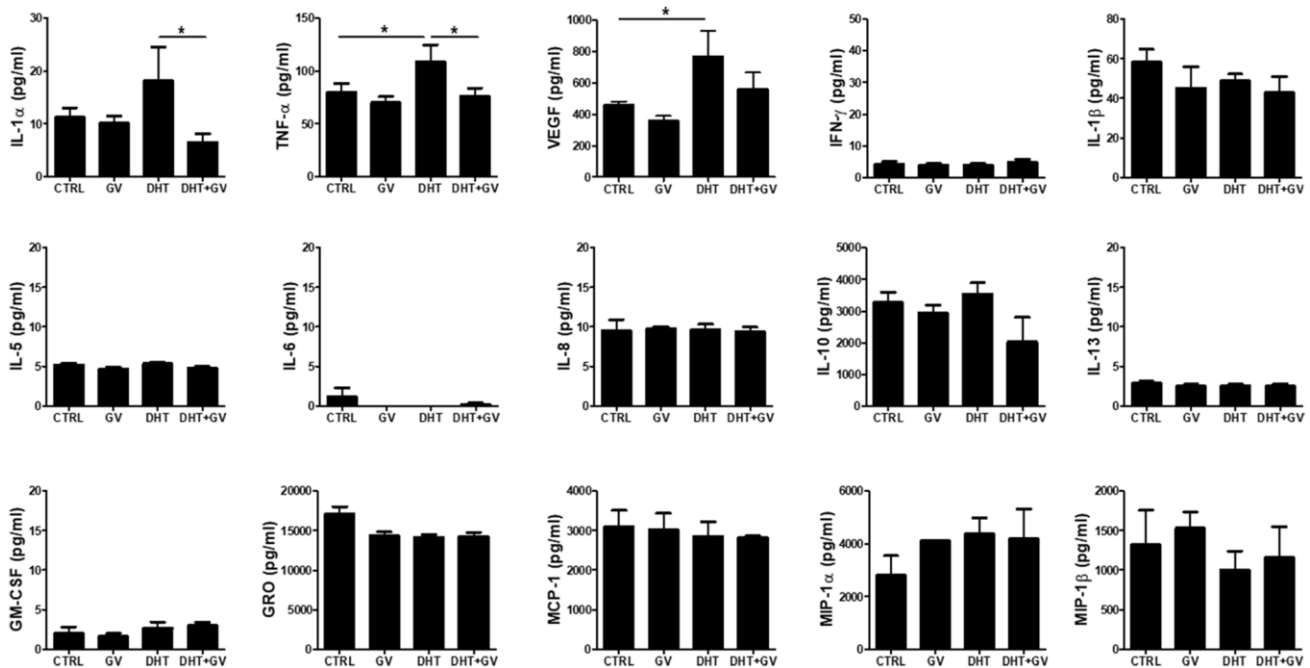 IL-1α (pg/ml)
30
20
10
0
*
CTRL GV DHT DHT+GV
TNF-α (pg/ml)
150
100
50
0
* *
CTRL GV DHT DHT+GV
VEGF (pg/ml)
1000
800
600
400
200
0
*
CTRL GV DHT DHT+GV
IFN-γ (pg/ml)
50
40
30
20
10
0
CTRL GV DHT DHT+GV
IL-1β (pg/ml)
80
60
40
20
0
CTRL GV DHT DHT+GV
IL-5 (pg/ml)
20
15
10
5
0
CTRL GV DHT DHT+GV
IL-6 (pg/ml)
20
15
10
5
0
CTRL GV DHT DHT+GV
IL-8 (pg/ml)
20
15
10
5
0
CTRL GV DHT DHT+GV
IL-10 (pg/ml)
5000
4000
3000
2000
1000
0
CTRL GV DHT DHT+GV
IL-13 (pg/ml)
20
15
10
5
0
CTRL GV DHT DHT+GV
GM-CSF (pg/ml)
20
15
10
5
0
CTRL GV DHT DHT+GV
GRO (pg/ml)
20000
15000
10000
5000
0
CTRL GV DHT DHT+GV
MCP-1 (pg/ml)
4000
3000
2000
1000
0
CTRL GV DHT DHT+GV
MIP-1α (pg/ml)
6000
4000
2000
0
CTRL GV DHT DHT+GV
MIP-1β (pg/ml)
2000
1500
1000
500
0
CTRL GV DHT DHT+GV